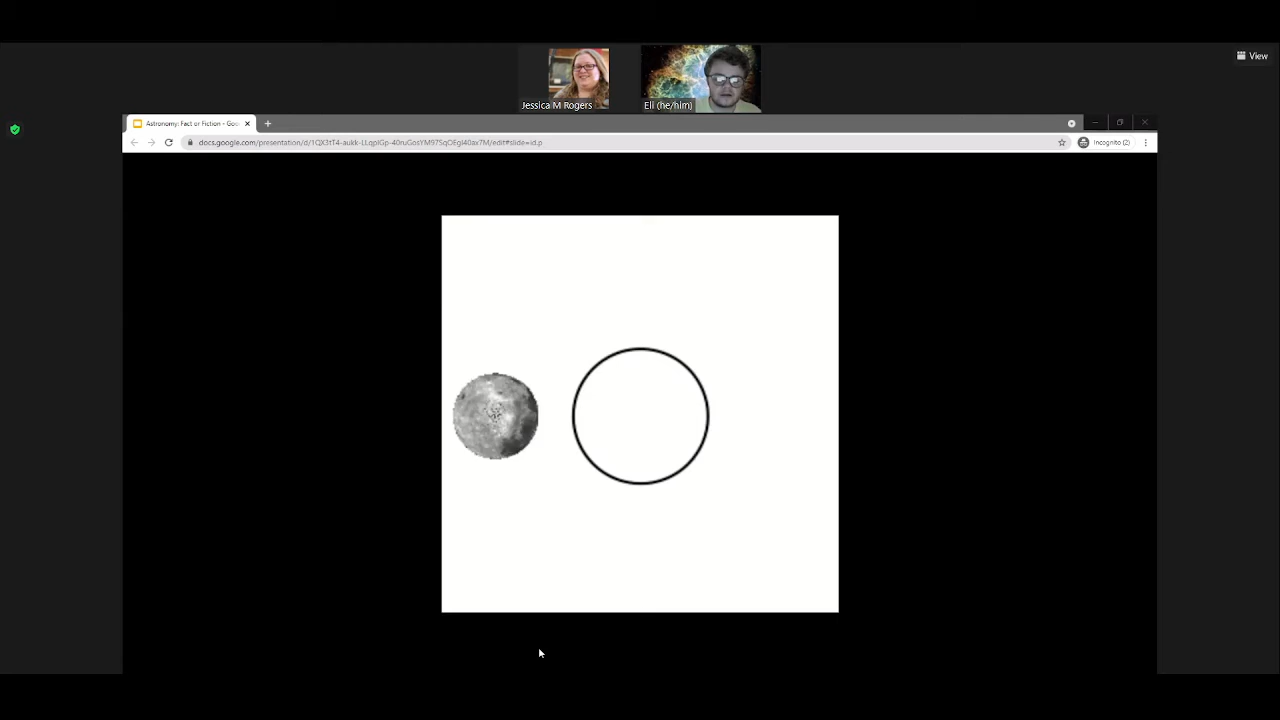 View
Jessica M Rogers
Eli (he/him)
Astronomy: Fact or Fiction - Goo
Incognito (2)